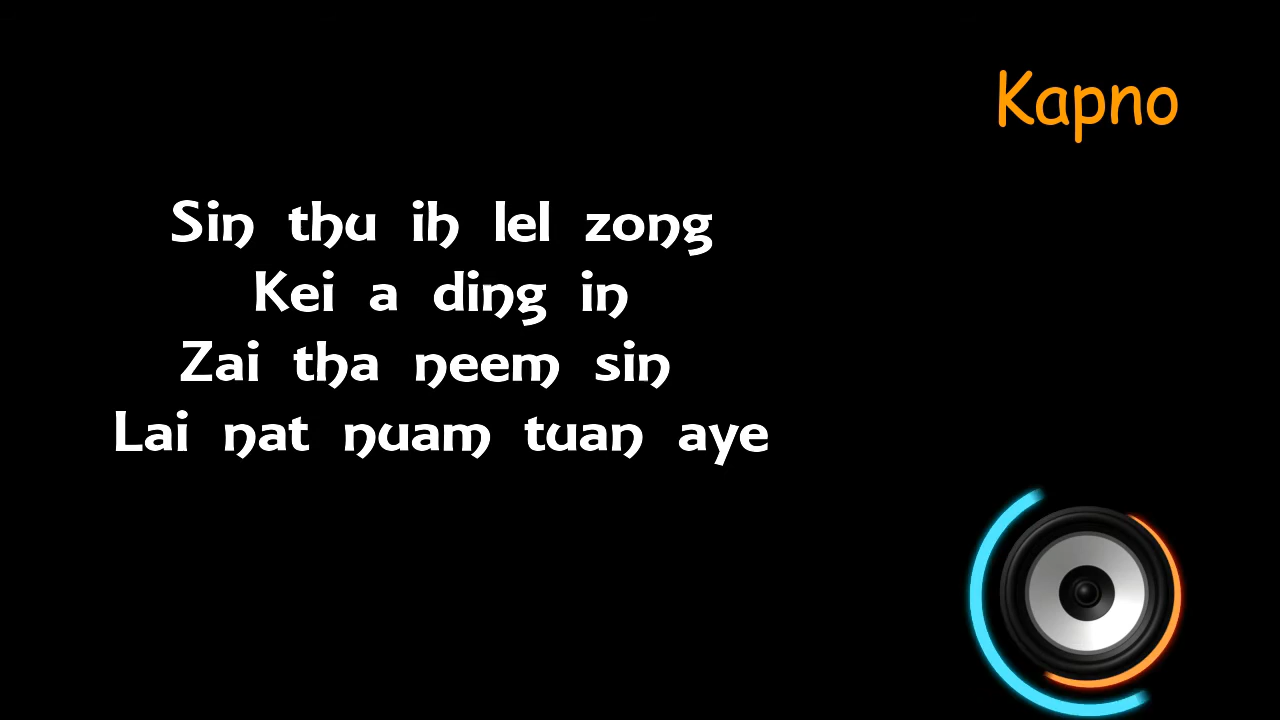 Kapno
Sin thu ih lel zong
Kei a ding in
Zai tha neem sin
Lai nat nuam tuan aye